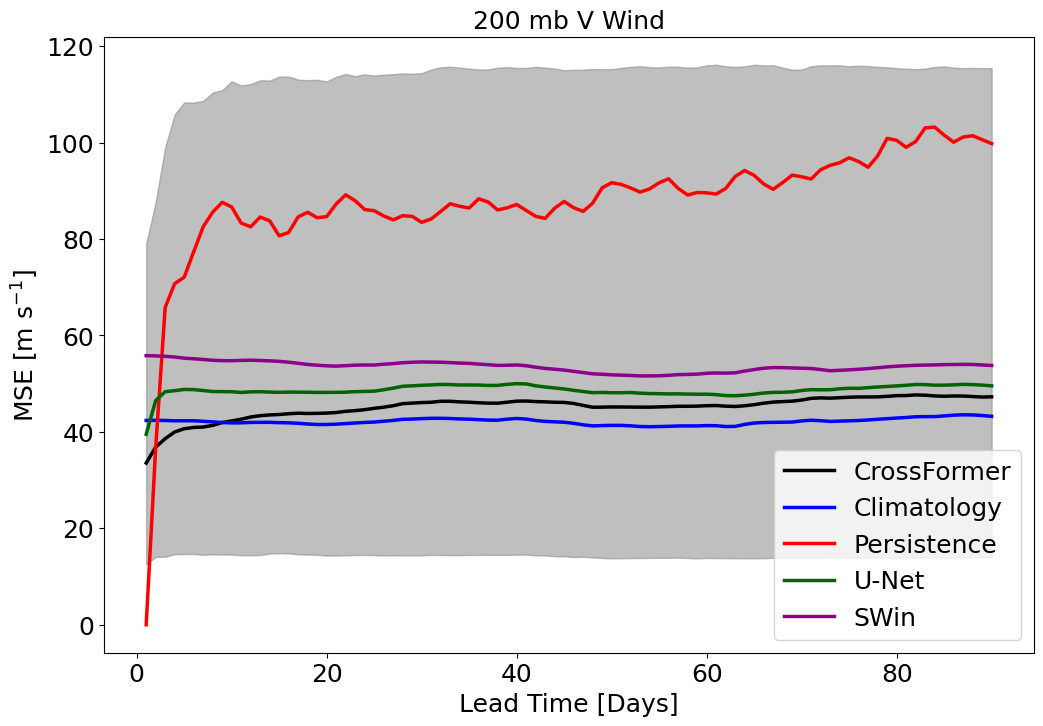 200 mb V Wind
120
100
80
60
40
20
0
MSE [m s⁻¹]
0 20 40 60 80
Lead Time [Days]
CrossFormer
Climatology
Persistence
U-Net
SWin